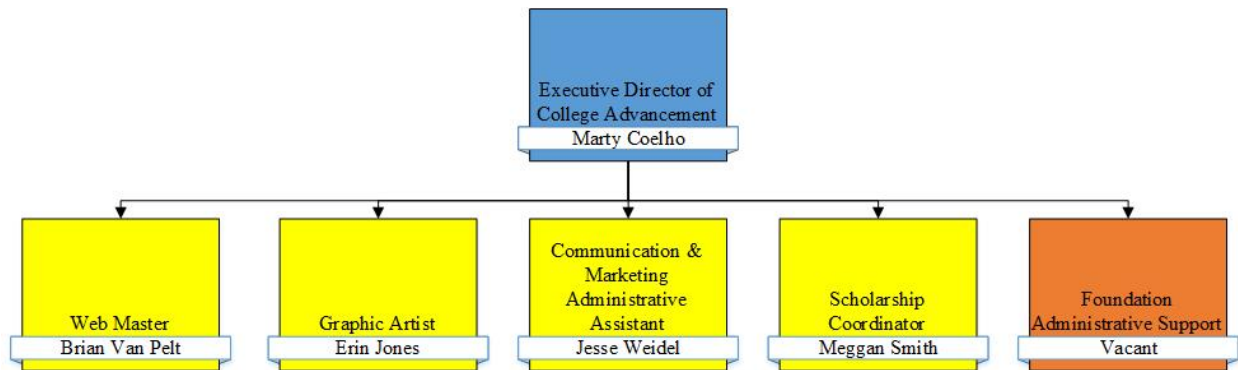 Executive Director of
College Advancement
Marty Coelho
Web Master
Brian Van Pelt
Graphic Artist
Erin Jones
Communication &
Marketing
Administrative
Assistant
Jesse Weidel
Scholarship
Coordinator
Meggan Smith
Foundation
Administrative Support
Vacant